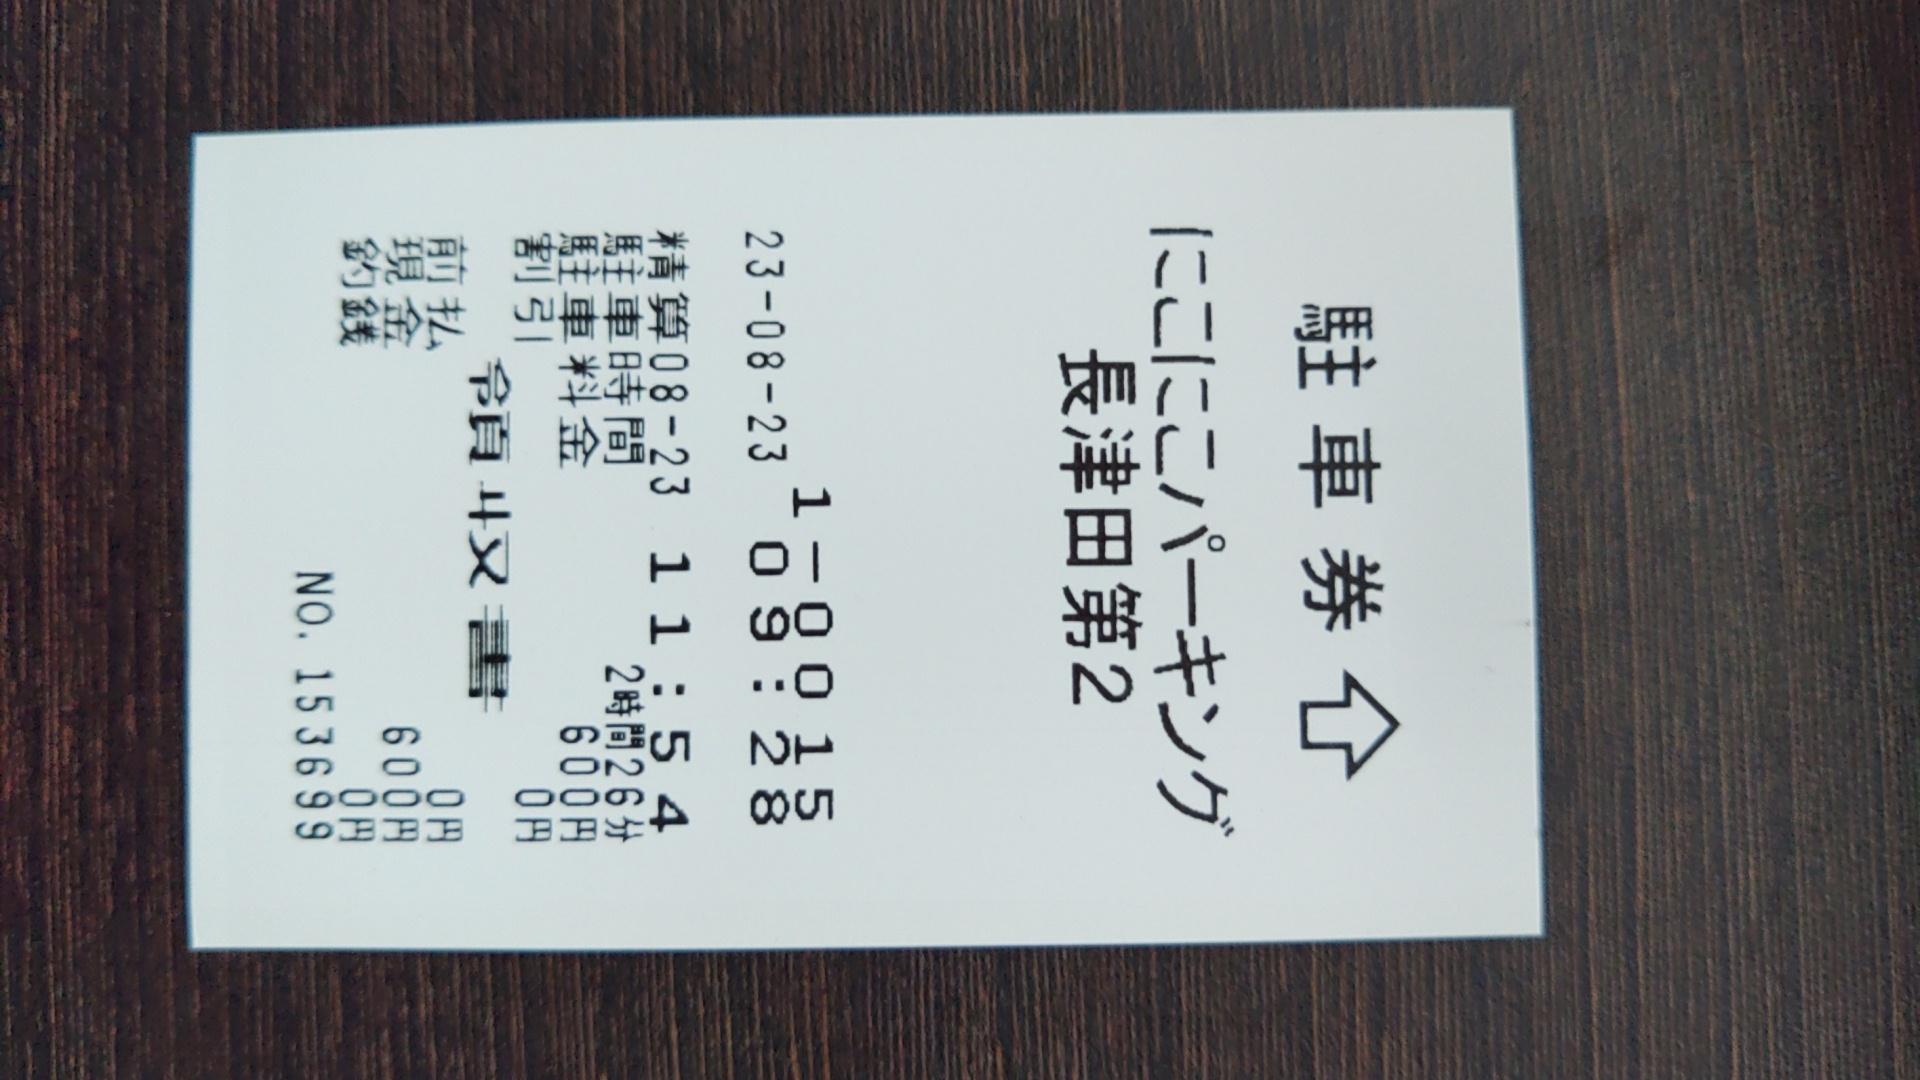 駐車券⇧
にこにこパーキング
長津田第2
1-0015
23-08-23 09:28
精算08-23 11:54
駐車時間 2時間26分
駐車料金 600円
割引 0円
領収書
前払 0円
現金 600円
釣銭 0円
NO. 153699